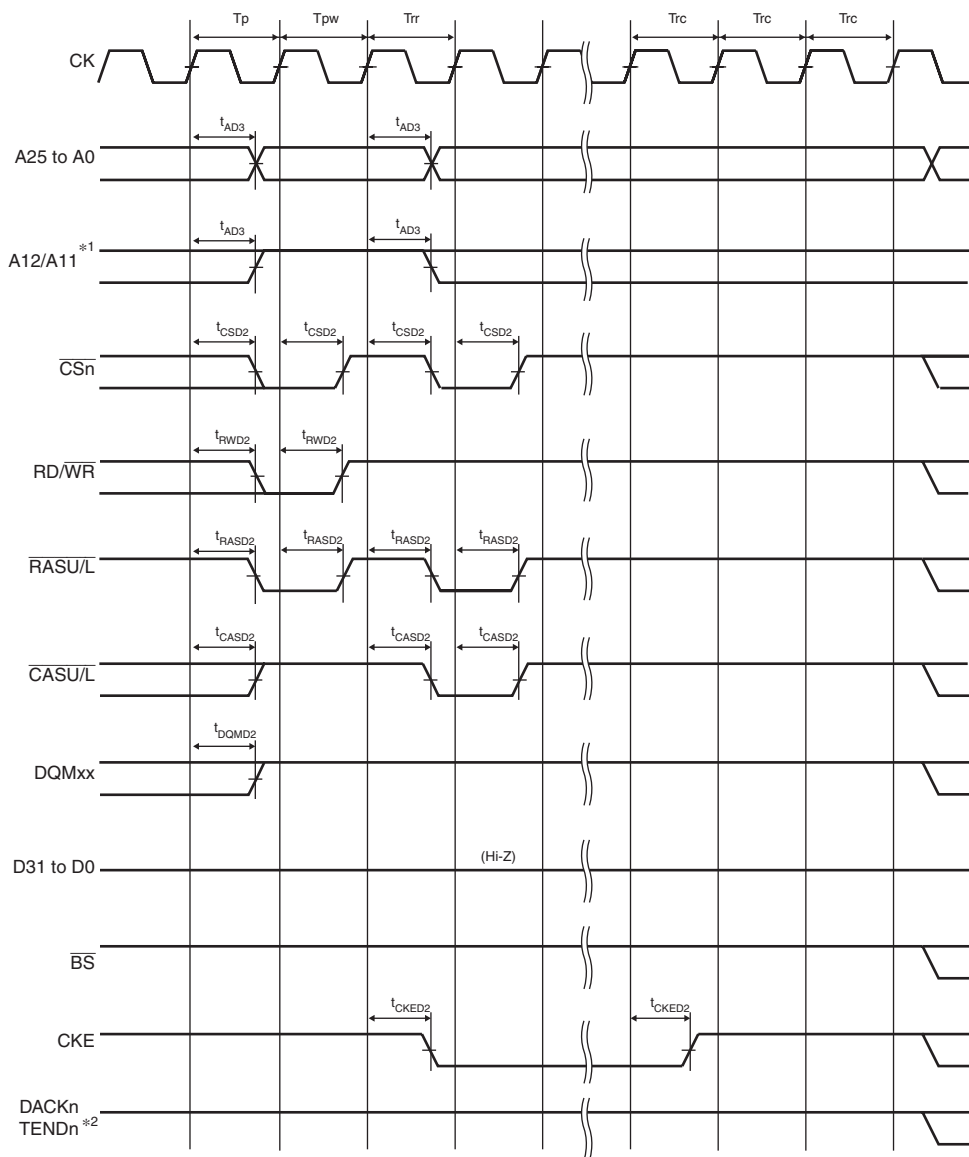 Tp Tpw Trr Trc Trc Trc
CK
tAD3 tAD3
A25 to A0
tAD3 tAD3
A12/A11 *1
tCSD2 tCSD2 tCSD2 tCSD2
CSn
tRWD2 tRWD2
RD/WR
tRASD2 tRASD2 tRASD2 tRASD2
RASU/L
tCASD2 tCASD2 tCASD2
CASU/L
tDQMD2
DQMxx
(Hi-Z)
D31 to D0
BS
tCKED2 tCKED2
CKE
DACKn
TENDn *2